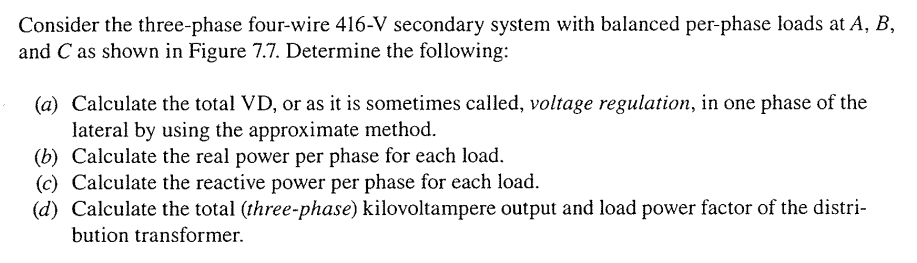 Consider the three-phase four-wire 416-V secondary system with balanced per-phase loads at A, B,
and C as shown in Figure 7.7. Determine the following:
(a) Calculate the total VD, or as it is sometimes called, voltage regulation, in one phase of the
lateral by using the approximate method.
(b) Calculate the real power per phase for each load.
(c) Calculate the reactive power per phase for each load.
(d) Calculate the total (three-phase) kilovoltampere output and load power factor of the distri-
bution transformer.